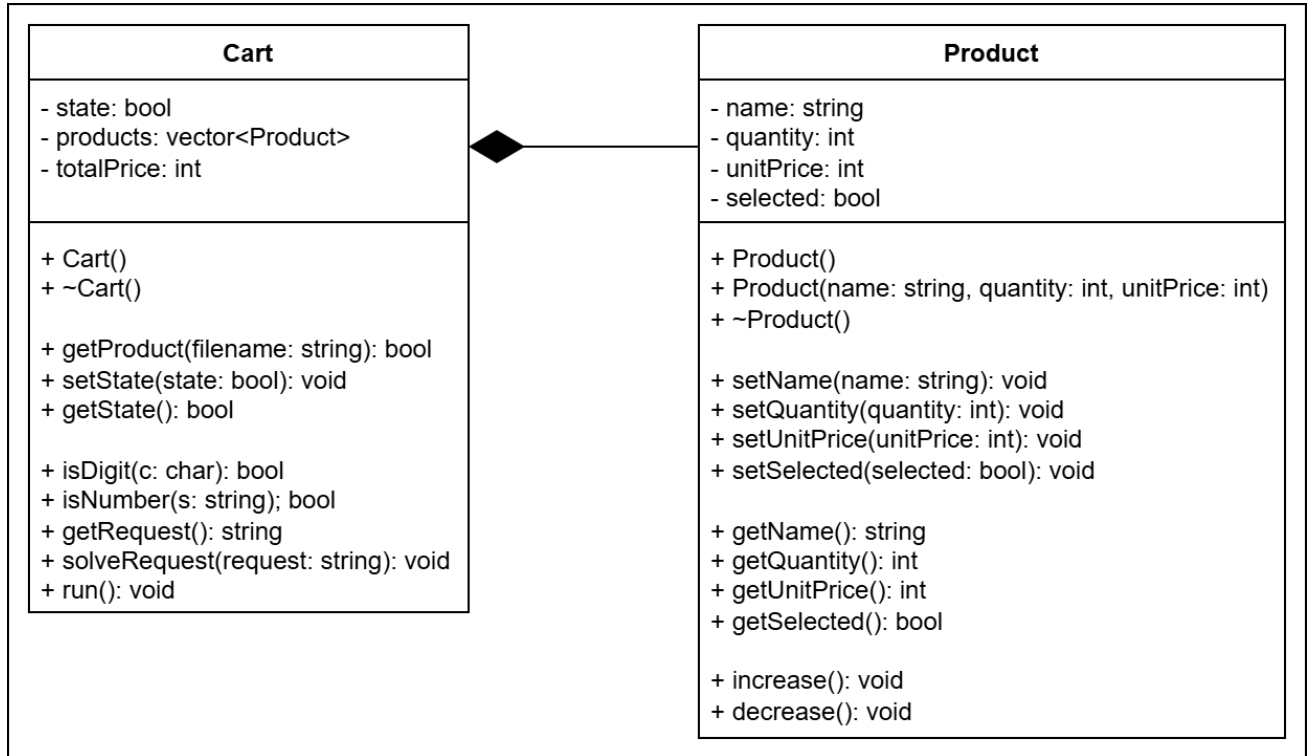 Cart
- state: bool
- products: vector<Product>
- totalPrice: int
+ Cart()
+ ~Cart()
+ getProduct(filename: string): bool
+ setState(state: bool): void
+ getState(): bool
+ isDigit(c: char): bool
+ isNumber(s: string); bool
+ getRequest(): string
+ solveRequest(request: string): void
+ run(): void
Product
- name: string
- quantity: int
- unitPrice: int
- selected: bool
+ Product()
+ Product(name: string, quantity: int, unitPrice: int)
+ ~Product()
+ setName(name: string): void
+ setQuantity(quantity: int): void
+ setUnitPrice(unitPrice: int): void
+ setSelected(selected: bool): void
+ getName(): string
+ getQuantity(): int
+ getUnitPrice(): int
+ getSelected(): bool
+ increase(): void
+ decrease(): void